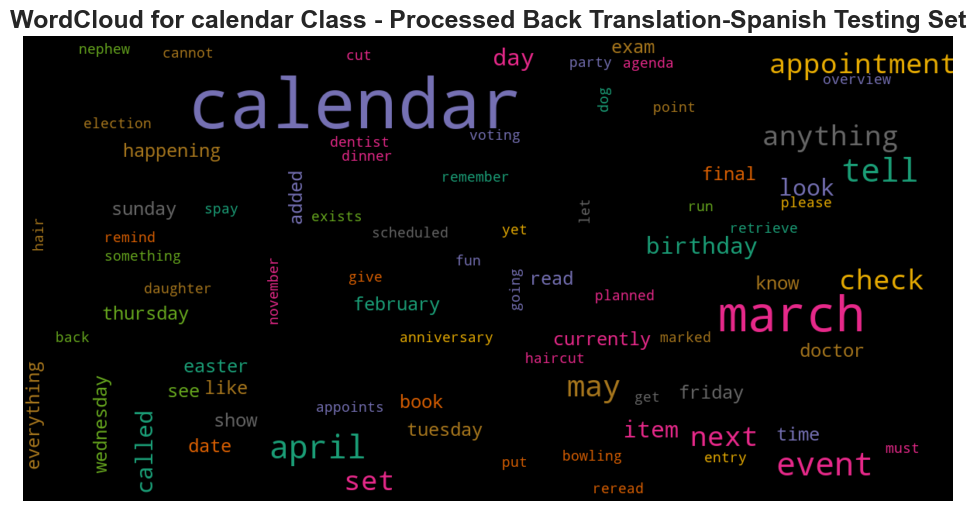 WordCloud for calendar Class - Processed Back Translation-Spanish Testing Set
nephew
cannot
cut
day
party
agenda
exam
appointment
overview
calendar
dog
point
election
voting
anything
happening
dentist
dinner
tell
remember
final
look
added
please
sunday
spay
exists
let
run
hair
remind
scheduled
yet
retrieve
something
birthday
fun
november
give
going
read
know
check
daughter
planned
thursday
february
march
back
anniversary
currently
marked
haircut
doctor
everything
easter
wednesday
see
like
may
get
friday
appoints
book
called
show
tuesday
item
next
time
date
april
must
put
bowling
entry
event
set
reread